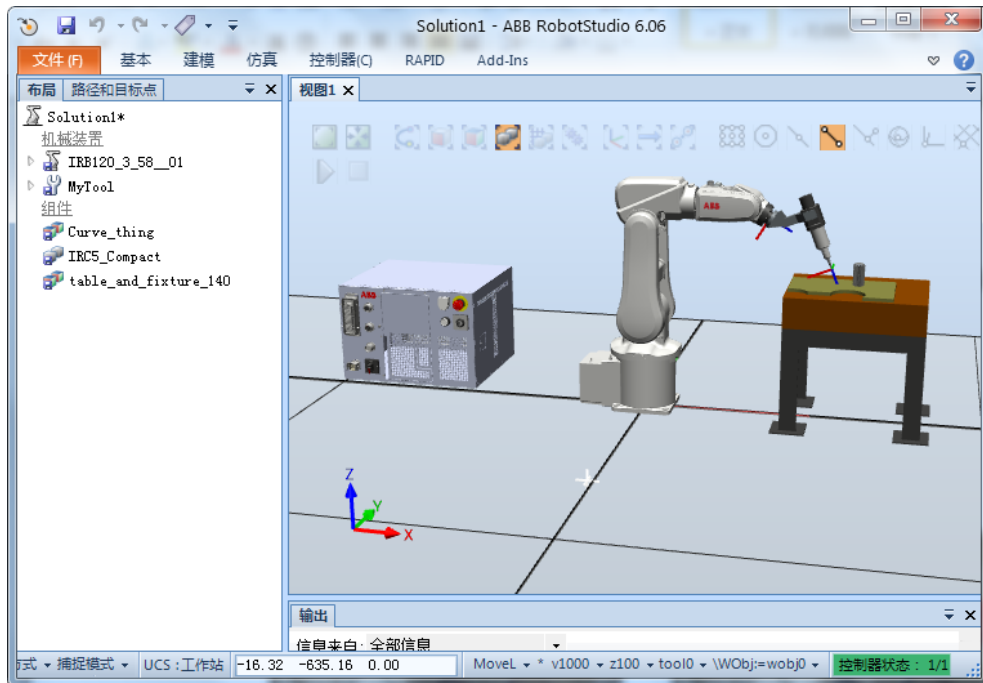 Solution1 - ABB RobotStudio 6.06
文件(F) 基本 建模 仿真 控制器(C) RAPID Add-Ins
布局 路径和目标点 视图1
Solution1*
机械装置
IRB120_3_58__01
MyTool
组件
Curve_thing
IRC5_Compact
table_and_fixture_140
ABB
ABB
Z
Y
X
输出
信息来自: 全部信息
方式 捕捉模式 UCS:工作站 -16.32 -635.16 0.00 MoveL * v1000 z100 tool0 \WObj:=wobj0 控制器状态: 1/1